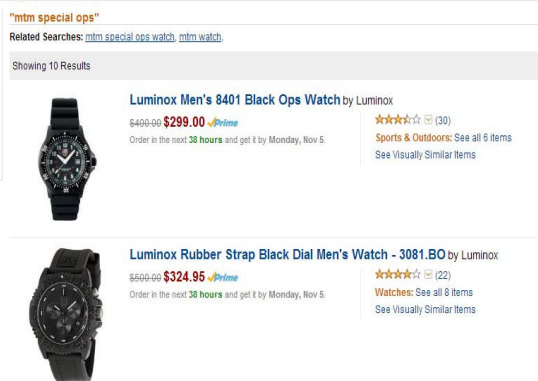 "mtm special ops"
Related Searches: mtm special ops watch, mtm watch.
Showing 10 Results
Luminox Men's 8401 Black Ops Watch by Luminox
$400.00 $299.00 Prime
Order in the next 38 hours and get it by Monday, Nov 5.
(30)
Sports & Outdoors: See all 6 items
See Visually Similar Items
Luminox Rubber Strap Black Dial Men's Watch - 3081.BO by Luminox
$500.00 $324.95 Prime
Order in the next 38 hours and get it by Monday, Nov 5.
(22)
Watches: See all 8 items
See Visually Similar Items